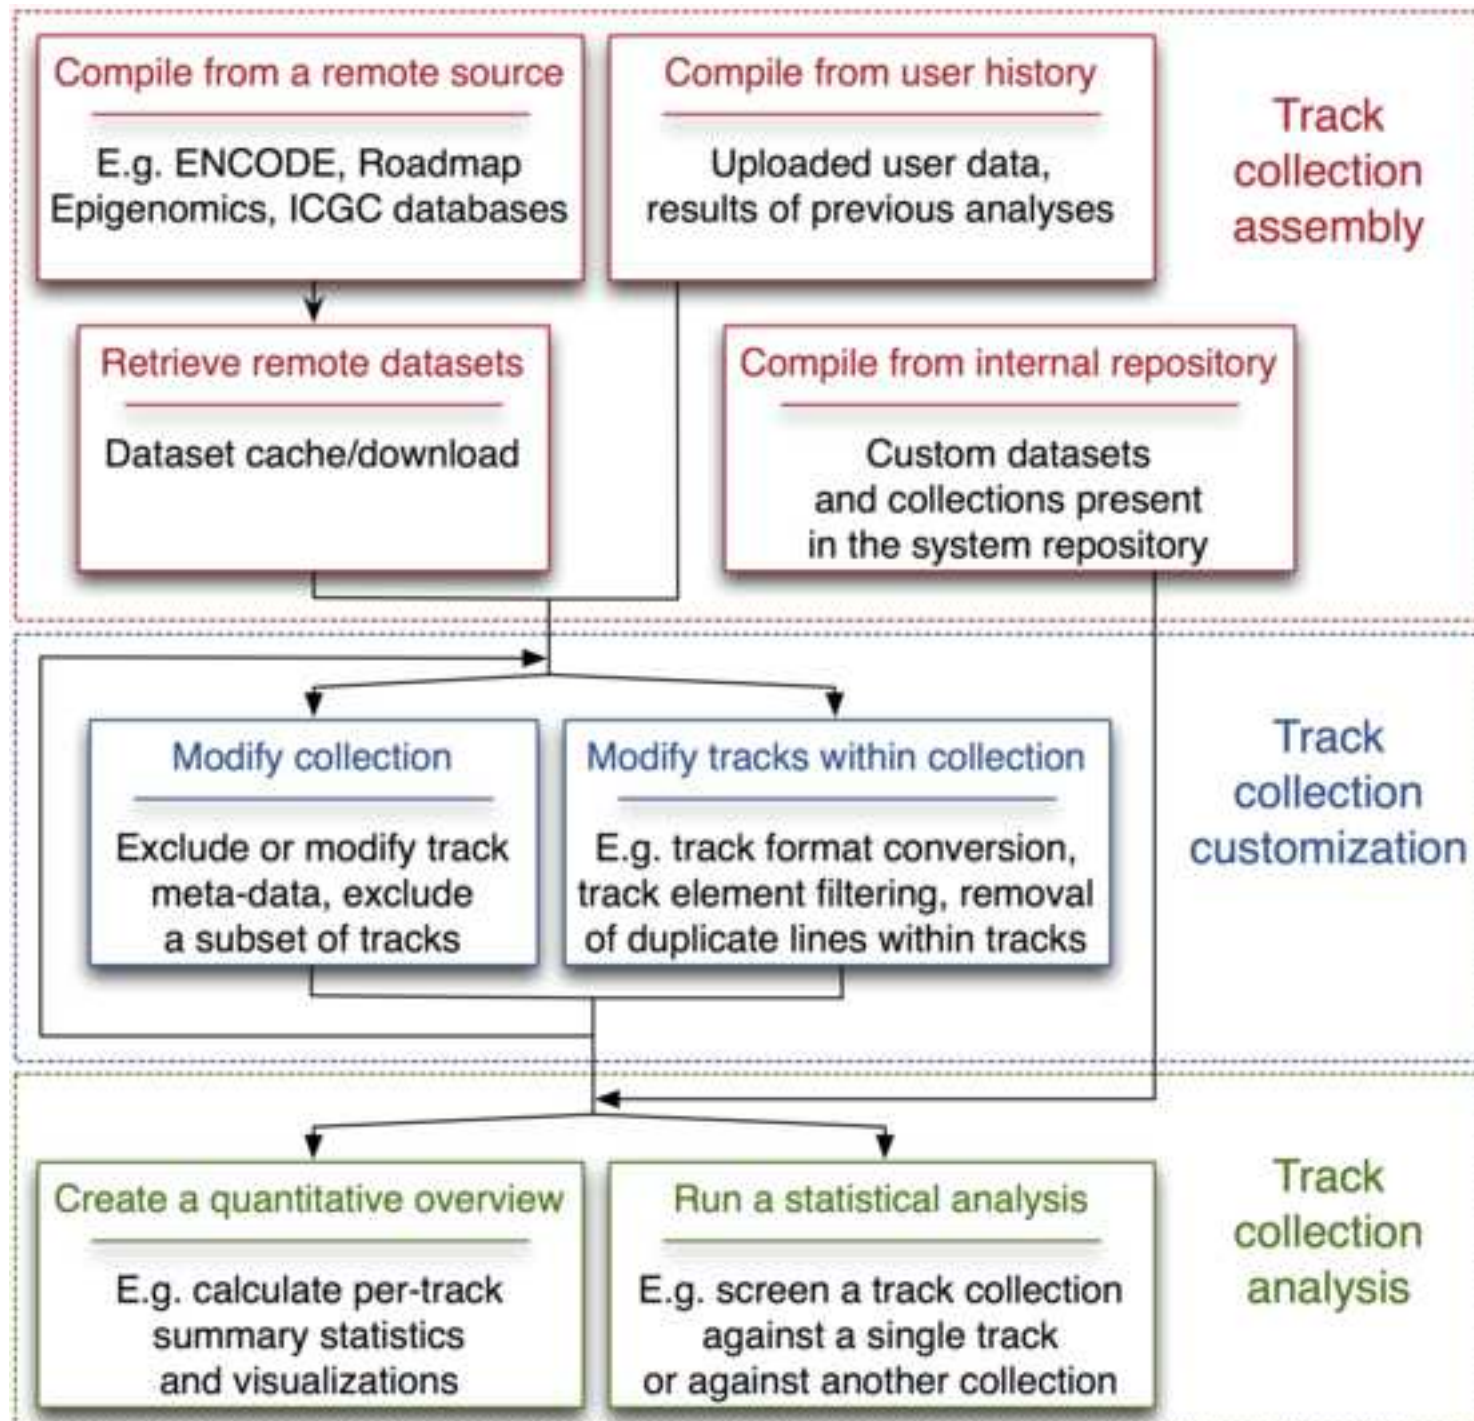 Compile from a remote source
E.g. ENCODE, Roadmap
Epigenomics, ICGC databases
Compile from user history
Uploaded user data,
results of previous analyses
Track
collection
assembly
Retrieve remote datasets
Dataset cache/download
Compile from internal repository
Custom datasets
and collections present
in the system repository
Modify collection
Exclude or modify track
meta-data, exclude
a subset of tracks
Modify tracks within collection
E.g. track format conversion,
track element filtering, removal
of duplicate lines within tracks
Track
collection
customization
Create a quantitative overview
E.g. calculate per-track
summary statistics
and visualizations
Run a statistical analysis
E.g. screen a track collection
against a single track
or against another collection
Track
collection
analysis